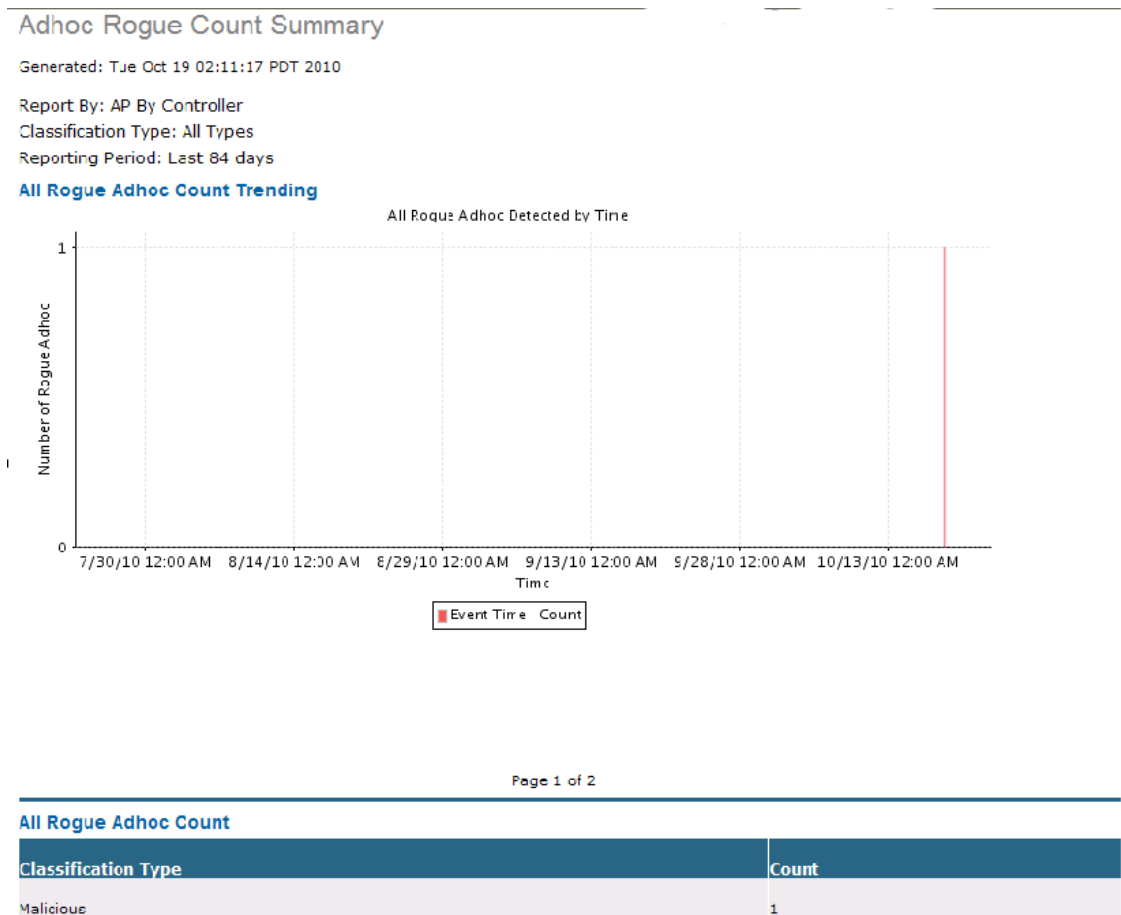 Adhoc Rogue Count Summary
Generated: Tue Oct 19 02:11:17 PDT 2010
Report By: AP By Controller
Classification Type: All Types
Reporting Period: Last 84 days
All Rogue Adhoc Count Trending
All Rogue Adhoc Detected by Time
Number of Rogue Adhoc
1
0
7/30/10 12:00 AM 8/14/10 12:00 AM 8/29/10 12:00 AM 9/13/10 12:00 AM 9/28/10 12:00 AM 10/13/10 12:00 AM
Time
Event Time Count
Page 1 of 2
All Rogue Adhoc Count
Classification Type Count
Malicious 1